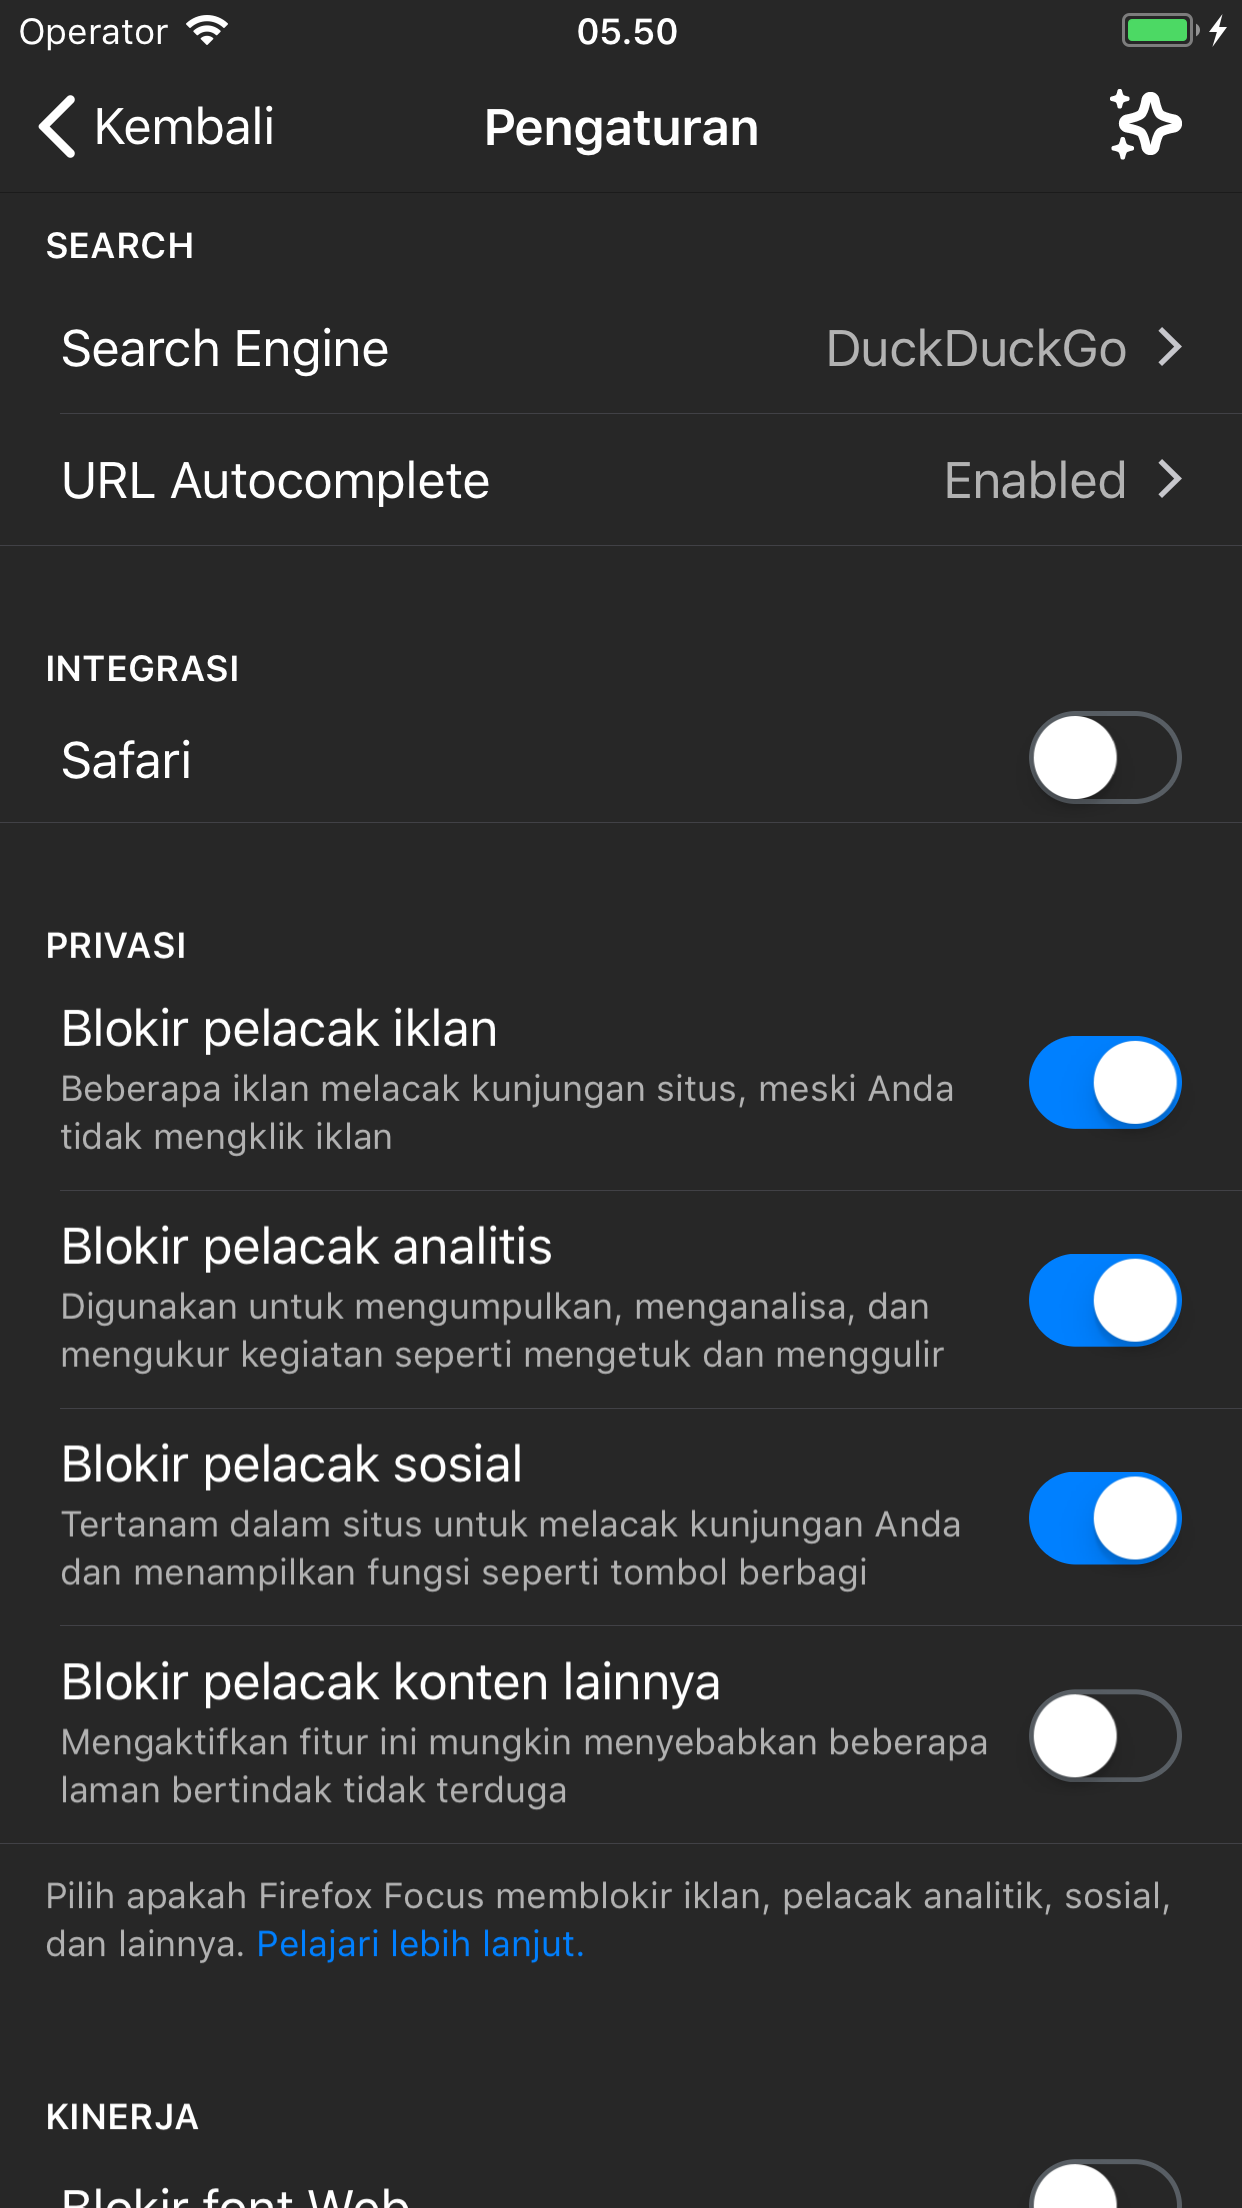 Operator
05.50
Kembali
Pengaturan
SEARCH
Search Engine
DuckDuckGo
URL Autocomplete
Enabled
INTEGRASI
Safari
PRIVASI
Blokir pelacak iklan
Beberapa iklan melacak kunjungan situs, meski Anda
tidak mengklik iklan
Blokir pelacak analitis
Digunakan untuk mengumpulkan, menganalisa, dan
mengukur kegiatan seperti mengetuk dan menggulir
Blokir pelacak sosial
Tertanam dalam situs untuk melacak kunjungan Anda
dan menampilkan fungsi seperti tombol berbagi
Blokir pelacak konten lainnya
Mengaktifkan fitur ini mungkin menyebabkan beberapa
laman bertindak tidak terduga
Pilih apakah Firefox Focus memblokir iklan, pelacak analitik, sosial,
dan lainnya. Pelajari lebih lanjut.
KINERJA
Blokir font Web